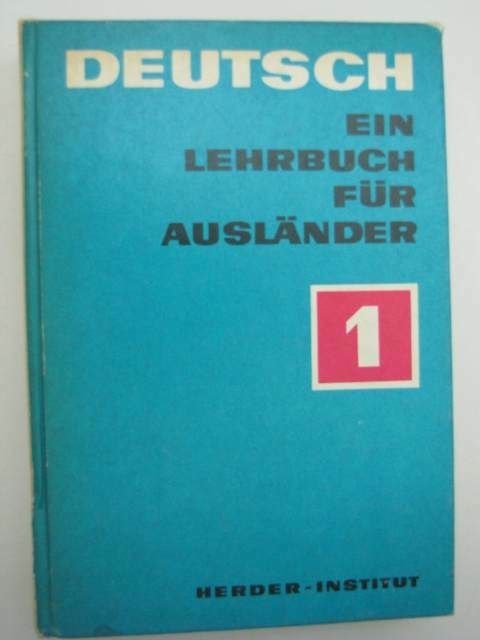 DEUTSCH
EIN
LEHRBUCH
FÜR
AUSLÄNDER
1
HERDER-INSTITUT